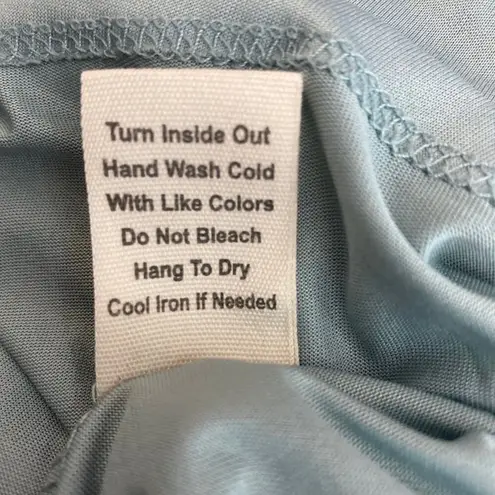 Turn Inside Out
Hand Wash Cold
With Like Colors
Do Not Bleach
Hang To Dry
Cool Iron If Needed